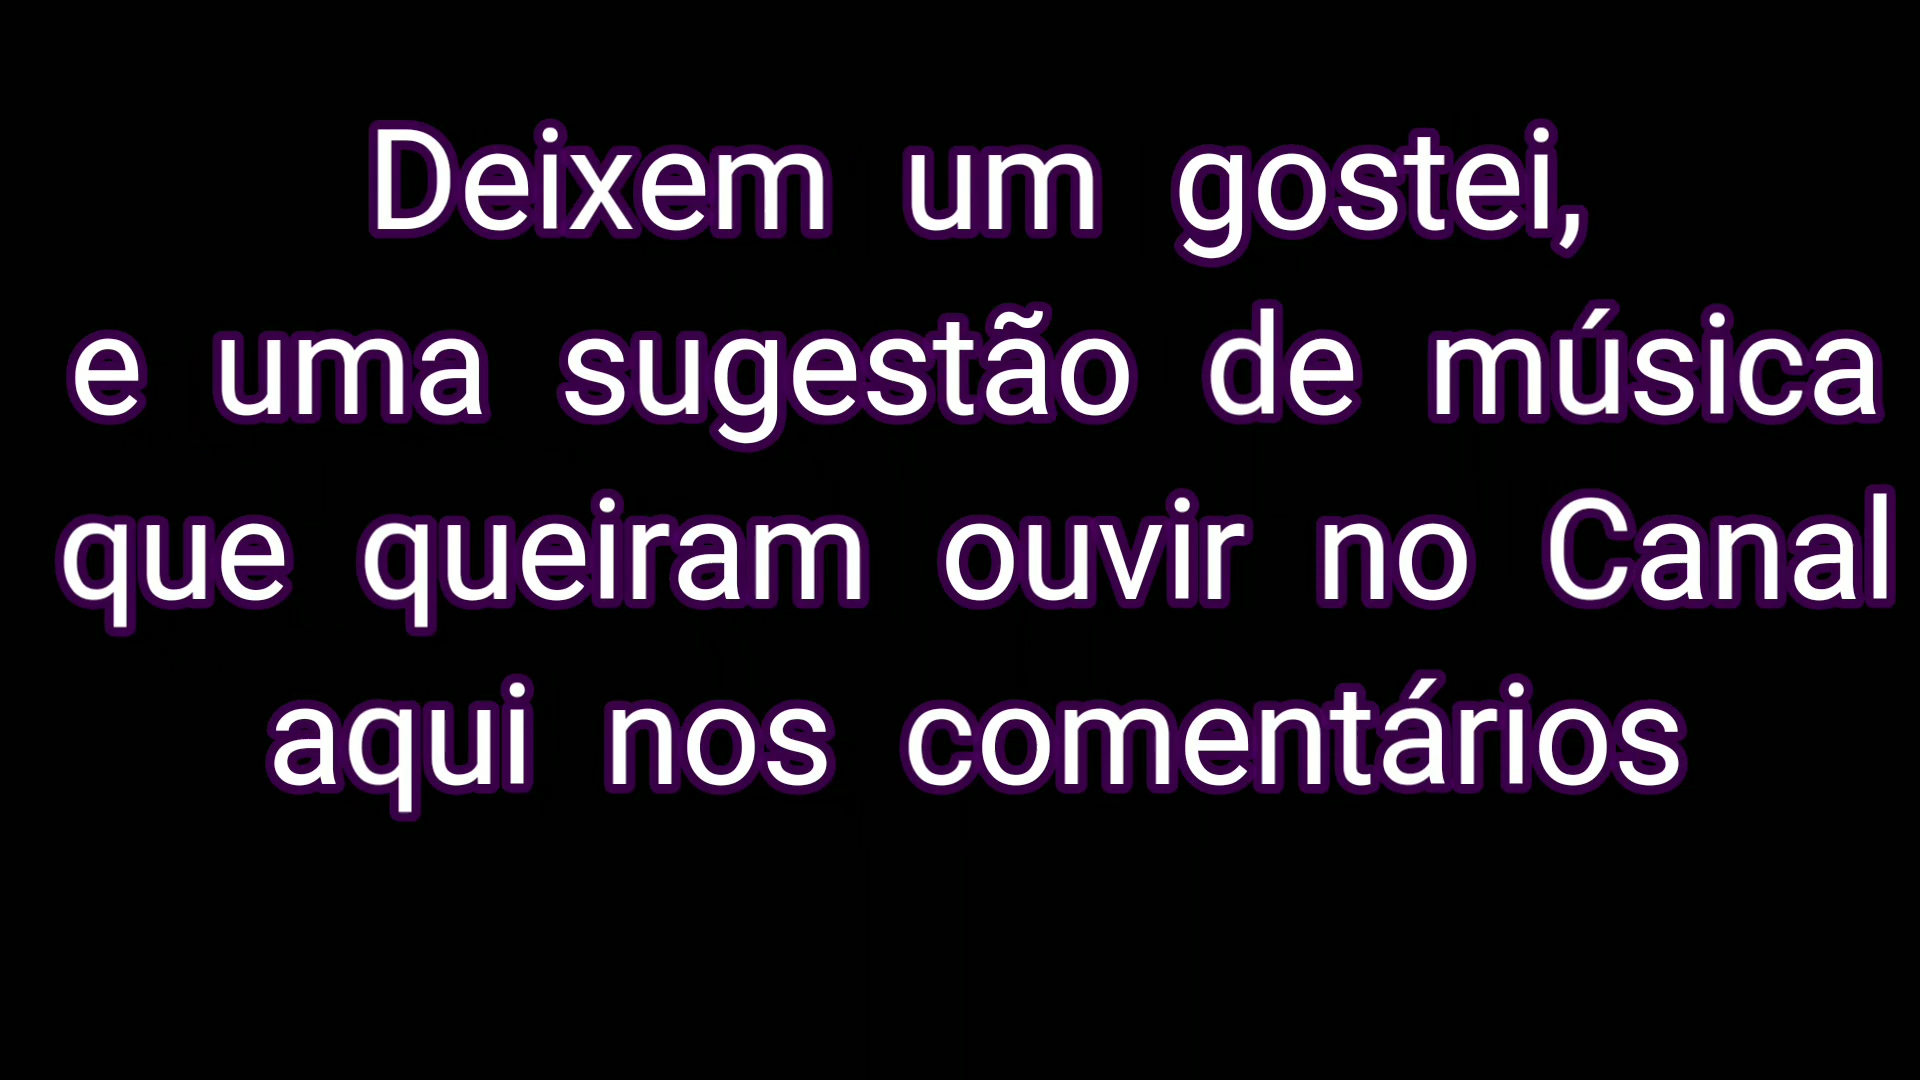 Deixem um gostei,
e uma sugestão de música
que queiram ouvir no Canal
aqui nos comentários